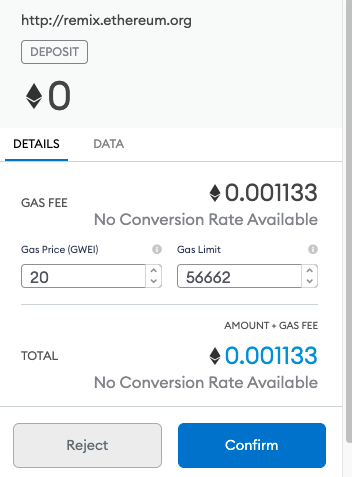 http://remix.ethereum.org
DEPOSIT
0
DETAILS DATA
GAS FEE 0.001133
No Conversion Rate Available
Gas Price (GWEI) Gas Limit
20 56662
AMOUNT + GAS FEE
TOTAL 0.001133
No Conversion Rate Available
Reject Confirm